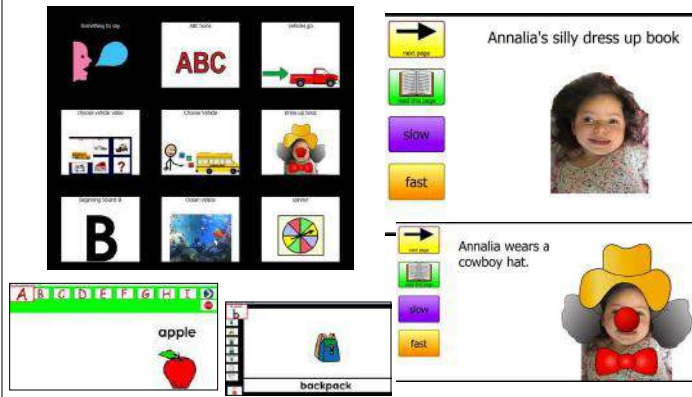 Something to say
ABC book
Vehicles go
ABC
Choose vehicle video
Choose Vehicle
Dress up book
?
Beginning Sound B
Ocean Videos
spinner
B
next page
read this page
slow
fast
Annalia's silly dress up book
A B C D E F G H I
apple
b
backpack
next page
read this page
slow
fast
Annalia wears a
cowboy hat.